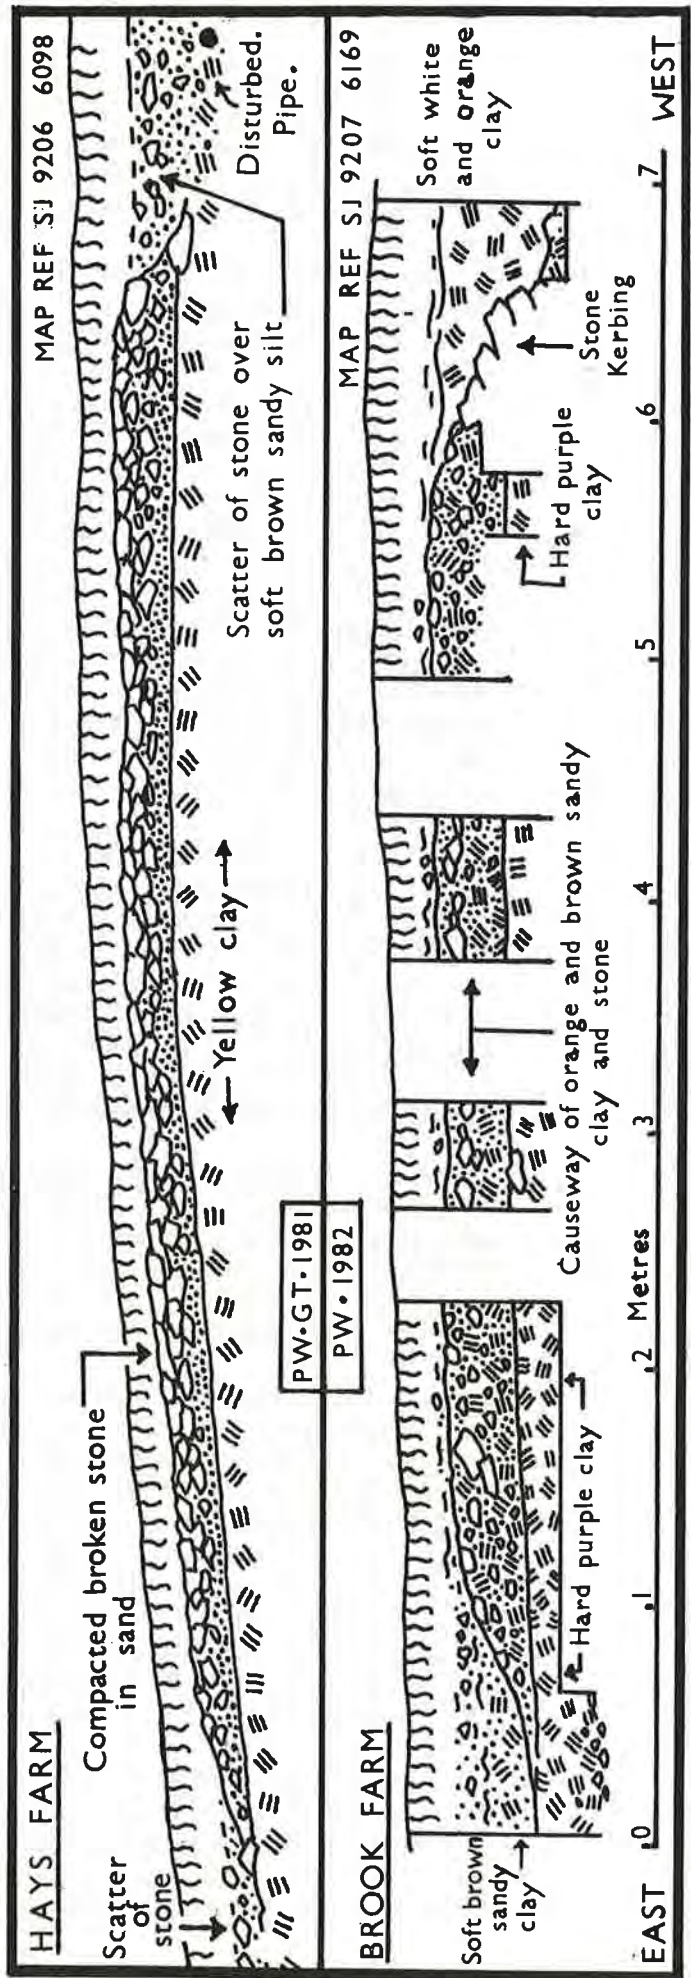 HAYS FARM
MAP REF SJ 9206 6098
Scatter
of
stone
Compacted broken stone
in sand
Yellow clay
Scatter of stone over
soft brown sandy silt
Disturbed.
Pipe.
PW•GT•1981
PW•1982
BROOK FARM
MAP REF SJ 9207 6169
Soft brown
sandy
clay
Hard purple clay
Causeway of orange and brown sandy
clay and stone
Hard purple
clay
Stone
Kerbing
Soft white
and orange
clay
EAST
0 1 2 Metres 3 4 5 6 7
WEST